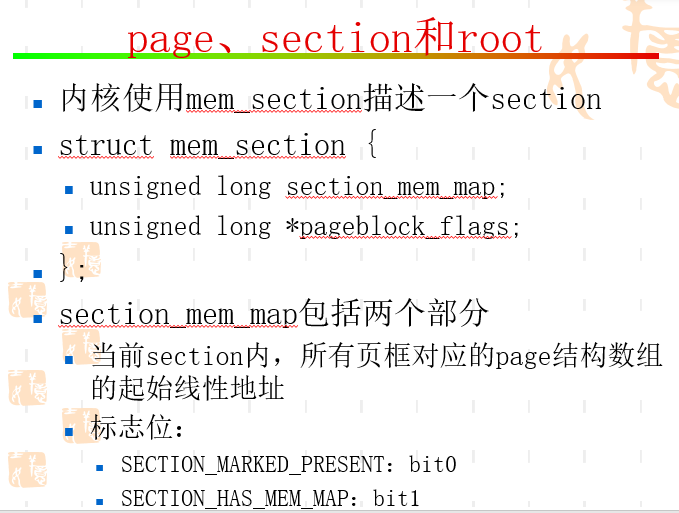 page、section和root
内核使用mem_section描述一个section
struct mem_section {
unsigned long section_mem_map;
unsigned long *pageblock_flags;
};
section_mem_map包括两个部分
当前section内，所有页框对应的page结构数组
的起始线性地址
标志位：
SECTION_MARKED_PRESENT：bit0
SECTION_HAS_MEM_MAP：bit1